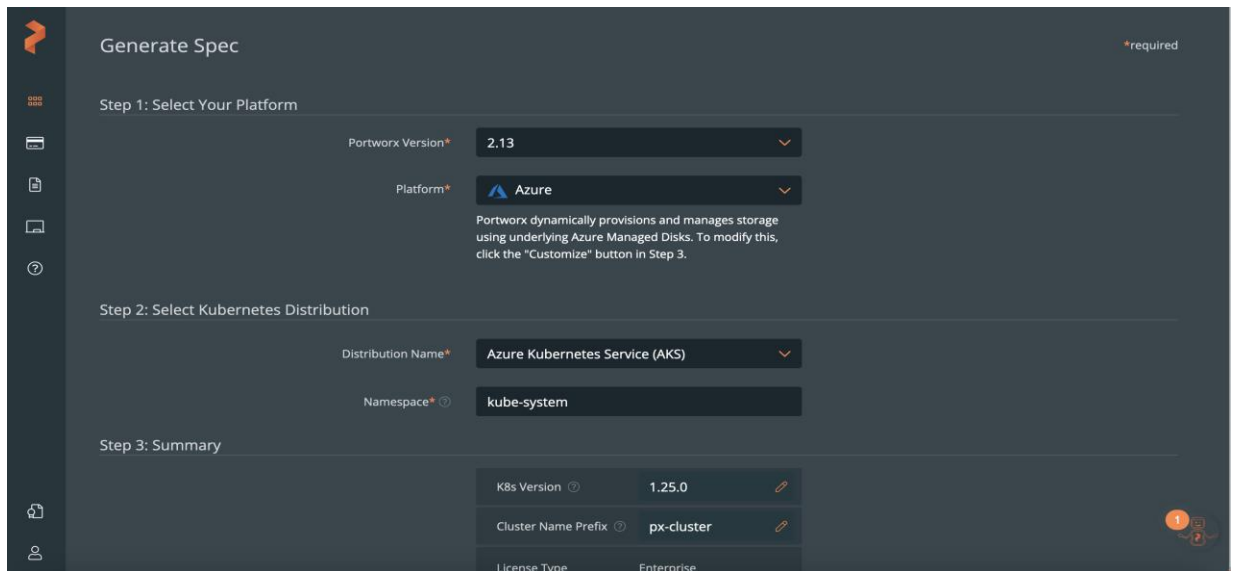 Generate Spec
*required
Step 1: Select Your Platform
Portworx Version* 2.13
Platform* Azure
Portworx dynamically provisions and manages storage
using underlying Azure Managed Disks. To modify this,
click the "Customize" button in Step 3.
Step 2: Select Kubernetes Distribution
Distribution Name* Azure Kubernetes Service (AKS)
Namespace* kube-system
Step 3: Summary
K8s Version 1.25.0
Cluster Name Prefix px-cluster
1
License Type Enterprise